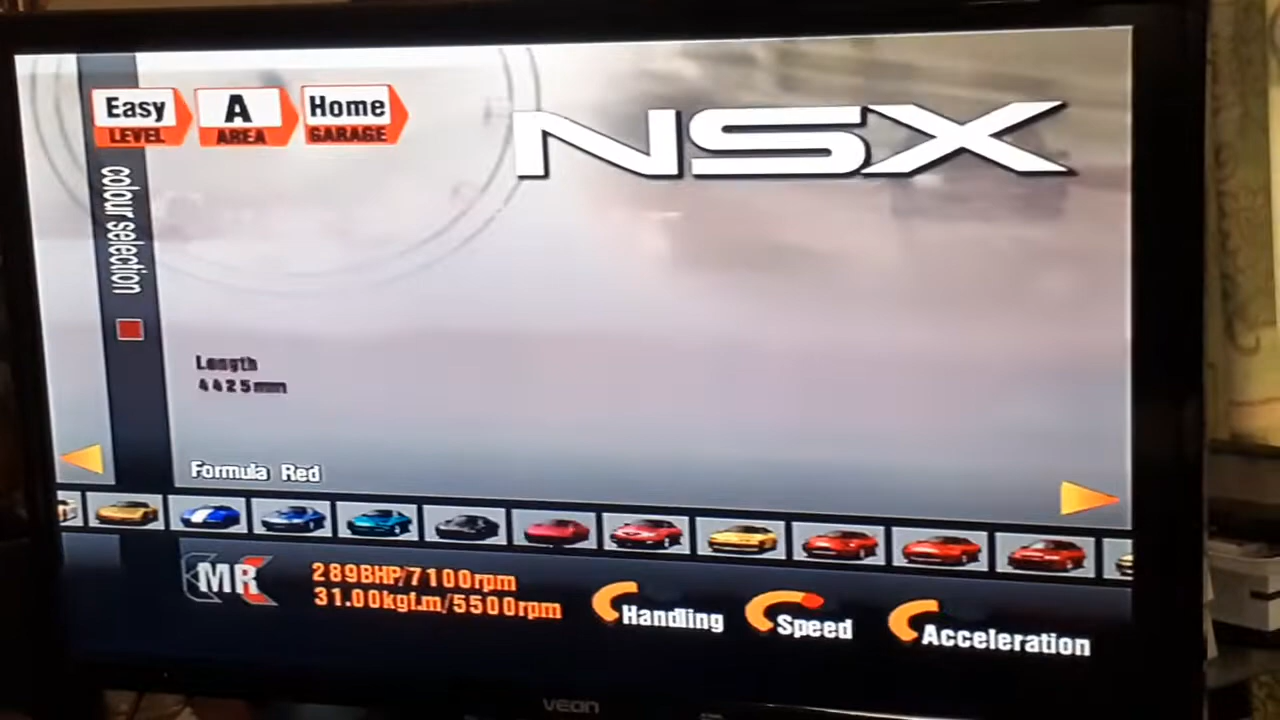 Easy
LEVEL
A
AREA
Home
GARAGE
NSX
colour selection
Length
4425mm
Formula Red
MR
289BHP/7100rpm
31.00kgf.m/5500rpm
Handling
Speed
Acceleration
VEON